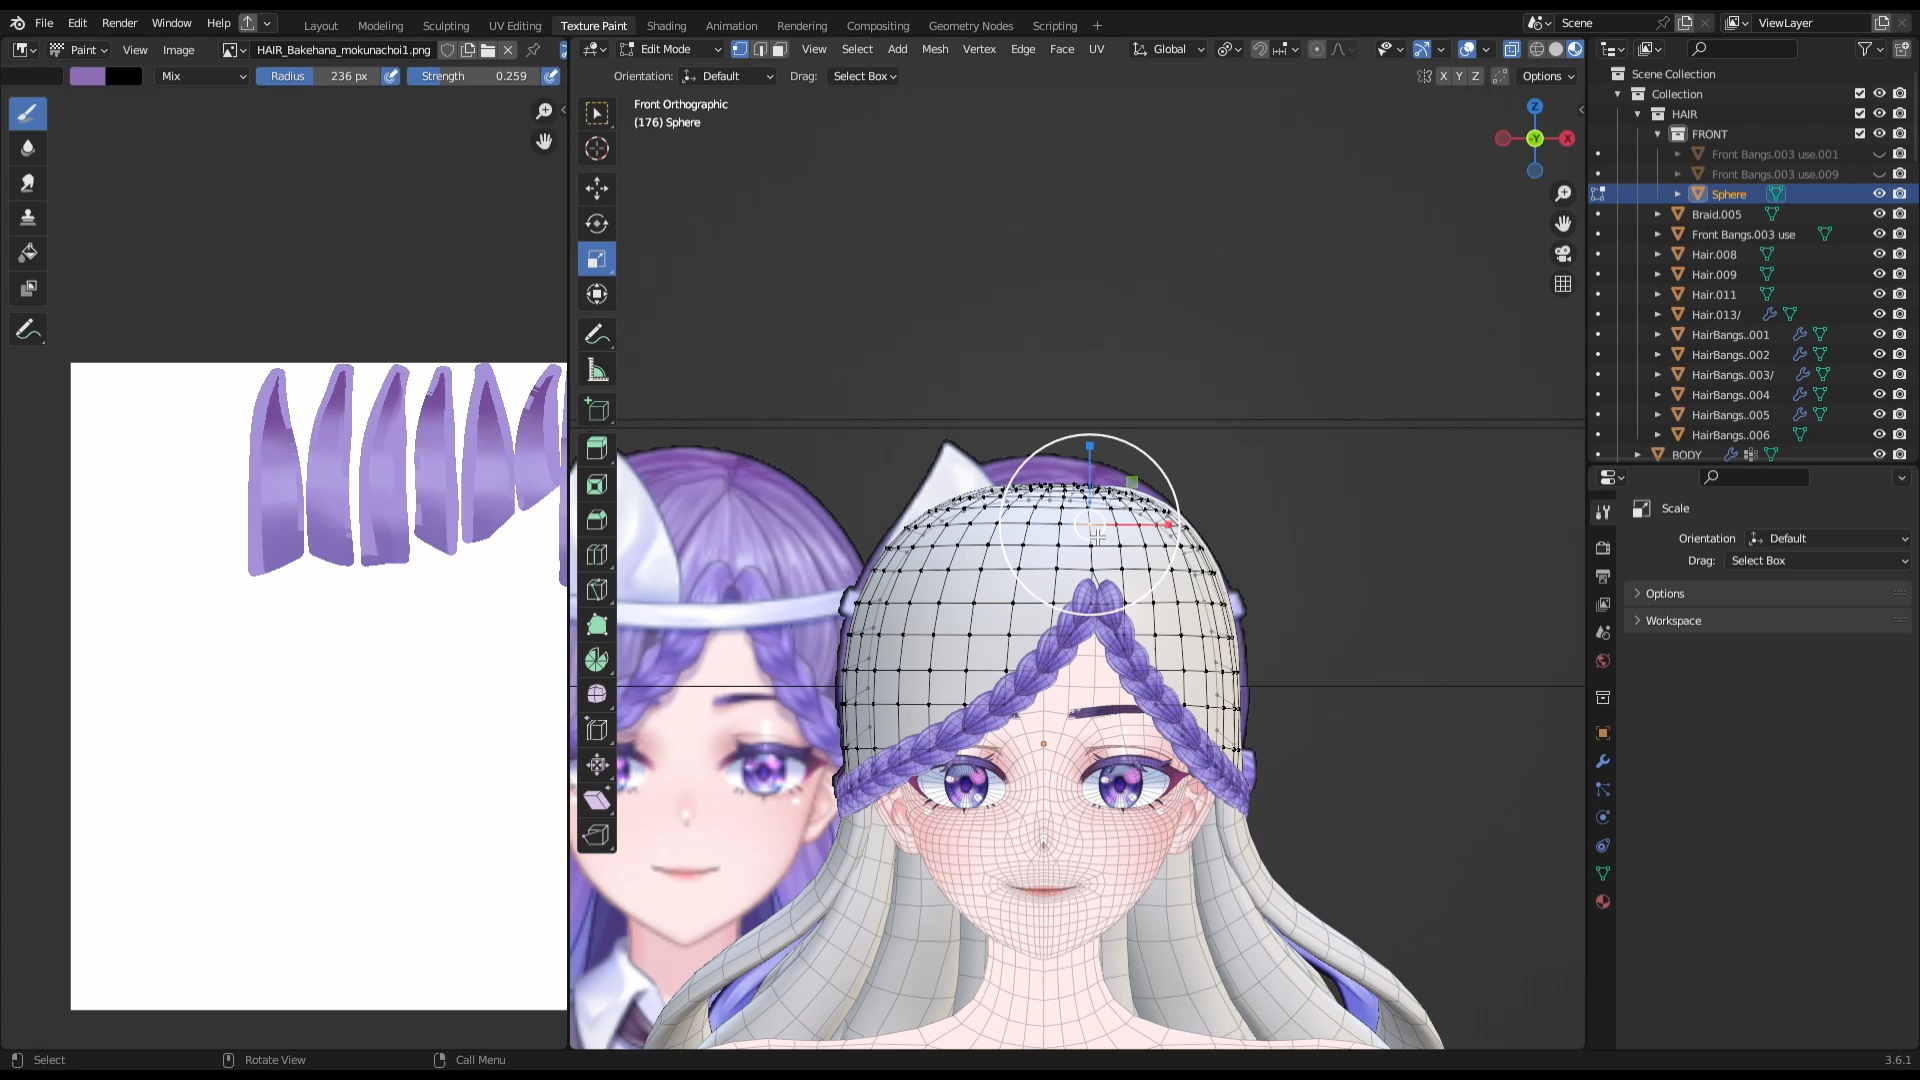 File Edit Render Window Help
Layout Modeling Sculpting UV Editing Texture Paint Shading Animation Rendering Compositing Geometry Nodes Scripting +
Scene
ViewLayer
Paint View Image HAIR_Bakehana_mokunachoi1.png
Edit Mode View Select Add Mesh Vertex Edge Face UV Global
Mix Radius 236 px Strength 0.259
Orientation: Default Drag: Select Box X Y Z Options
Front Orthographic
(176) Sphere
Z
-Y
X
Scene Collection
Collection
HAIR
FRONT
Front Bangs.003 use.001
Front Bangs.003 use.009
Sphere
Braid.005
Front Bangs.003 use
Hair.008
Hair.009
Hair.011
Hair.013/
HairBangs..001
HairBangs..002
HairBangs..003/
HairBangs..004
HairBangs..005
HairBangs..006
BODY
Scale
Orientation Default
Drag: Select Box
Options
Workspace
Select Rotate View Call Menu 3.6.1